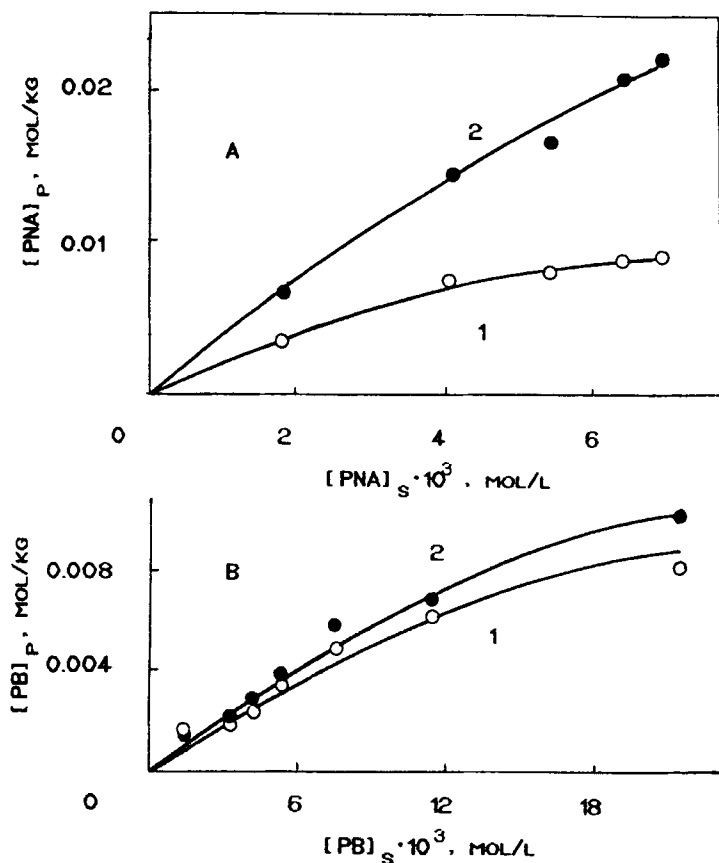 0.02
[PNA]P, MOL/KG
A
2
0.01
1
0 2 4 6
[PNA]S·10³, MOL/L
[PB]P, MOL/KG
0.008
B
2
0.004
1
0 6 12 18
[PB]S·10³, MOL/L